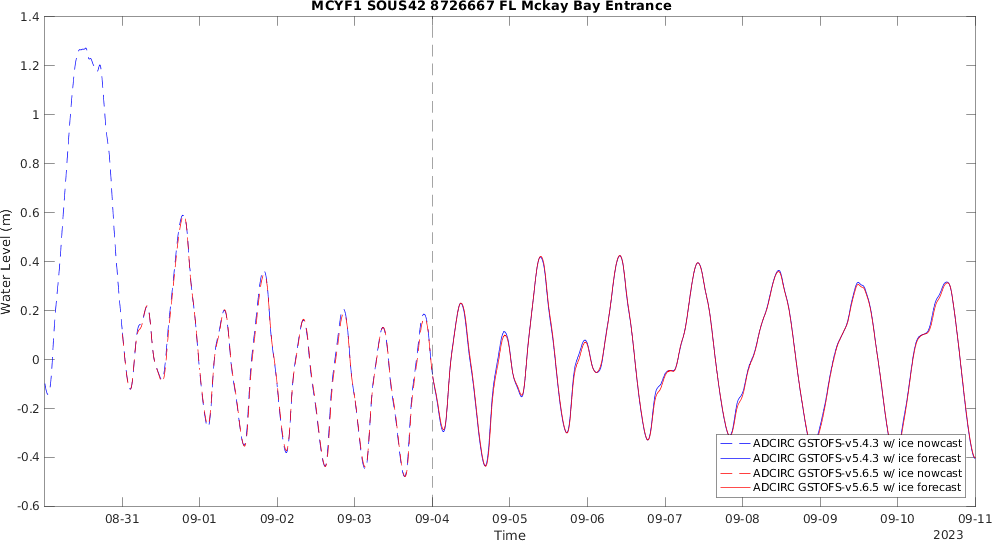 MCYF1 SOUS42 8726667 FL Mckay Bay Entrance
1.4
1.2
1
0.8
0.6
0.4
0.2
0
-0.2
-0.4
-0.6
Water Level (m)
08-31 09-01 09-02 09-03 09-04 09-05 09-06 09-07 09-08 09-09 09-10 09-11
Time
2023
ADCIRC GSTOFS-v5.4.3 w/ ice nowcast
ADCIRC GSTOFS-v5.4.3 w/ ice forecast
ADCIRC GSTOFS-v5.6.5 w/ ice nowcast
ADCIRC GSTOFS-v5.6.5 w/ ice forecast